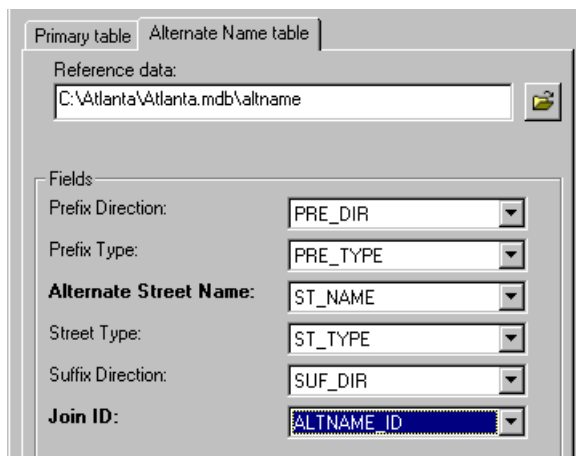 Primary table Alternate Name table
Reference data:
C:\Atlanta\Atlanta.mdb\altname
Fields
Prefix Direction: PRE_DIR
Prefix Type: PRE_TYPE
Alternate Street Name: ST_NAME
Street Type: ST_TYPE
Suffix Direction: SUF_DIR
Join ID: ALTNAME_ID